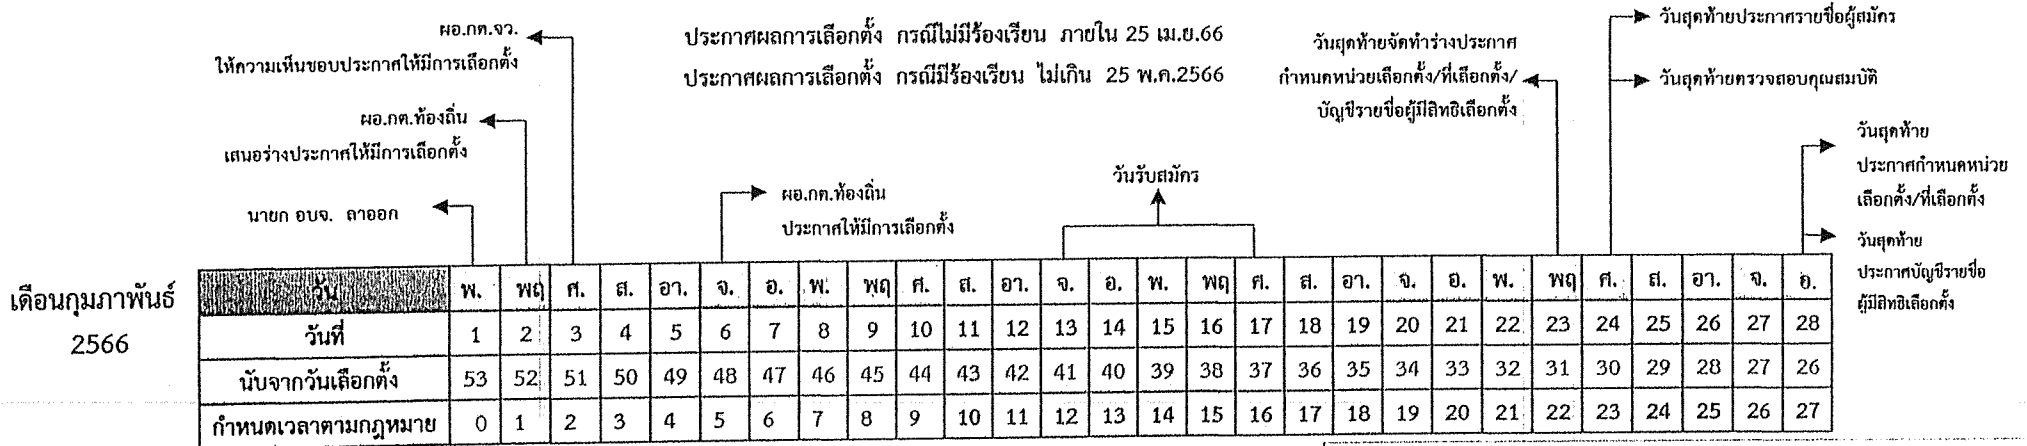 ผอ.กต.จว.
ให้ความเห็นชอบประกาศให้มีการเลือกตั้ง
ผอ.กต.ท้องถิ่น
เสนอร่างประกาศให้มีการเลือกตั้ง
นายก อบจ. ลาออก
ประกาศผลการเลือกตั้ง กรณีไม่มีร้องเรียน ภายใน 25 เม.ย.66
ประกาศผลการเลือกตั้ง กรณีมีร้องเรียน ไม่เกิน 25 พ.ค.2566
ผอ.กต.ท้องถิ่น
ประกาศให้มีการเลือกตั้ง
วันรับสมัคร
วันสุดท้ายจัดทำร่างประกาศ
กำหนดหน่วยเลือกตั้ง/ที่เลือกตั้ง/
บัญชีรายชื่อผู้มีสิทธิเลือกตั้ง
วันสุดท้ายประกาศรายชื่อผู้สมัคร
วันสุดท้ายตรวจสอบคุณสมบัติ
วันสุดท้าย
ประกาศกำหนดหน่วย
เลือกตั้ง/ที่เลือกตั้ง
วันสุดท้าย
ประกาศบัญชีรายชื่อ
ผู้มีสิทธิเลือกตั้ง
เดือนกุมภาพันธ์
2566
วัน พ. พฤ ศ. ส. อา. จ. อ. พ. พฤ ศ. ส. อา. จ. อ. พ. พฤ ศ. ส. อา. จ. อ. พ. พฤ ศ. ส. อา. จ. อ.
วันที่ 1 2 3 4 5 6 7 8 9 10 11 12 13 14 15 16 17 18 19 20 21 22 23 24 25 26 27 28
นับจากวันเลือกตั้ง 53 52 51 50 49 48 47 46 45 44 43 42 41 40 39 38 37 36 35 34 33 32 31 30 29 28 27 26
กำหนดเวลาตามกฎหมาย 0 1 2 3 4 5 6 7 8 9 10 11 12 13 14 15 16 17 18 19 20 21 22 23 24 25 26 27